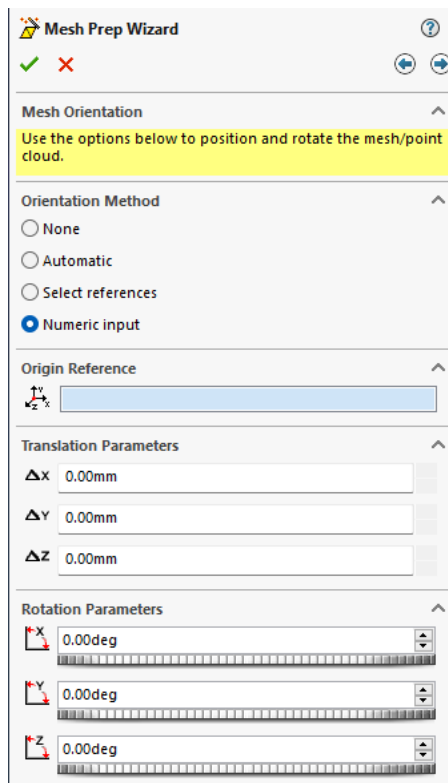 Mesh Prep Wizard
Mesh Orientation
Use the options below to position and rotate the mesh/point
cloud.
Orientation Method
None
Automatic
Select references
Numeric input
Origin Reference
Translation Parameters
ΔX 0.00mm
ΔY 0.00mm
ΔZ 0.00mm
Rotation Parameters
X 0.00deg
Y 0.00deg
Z 0.00deg